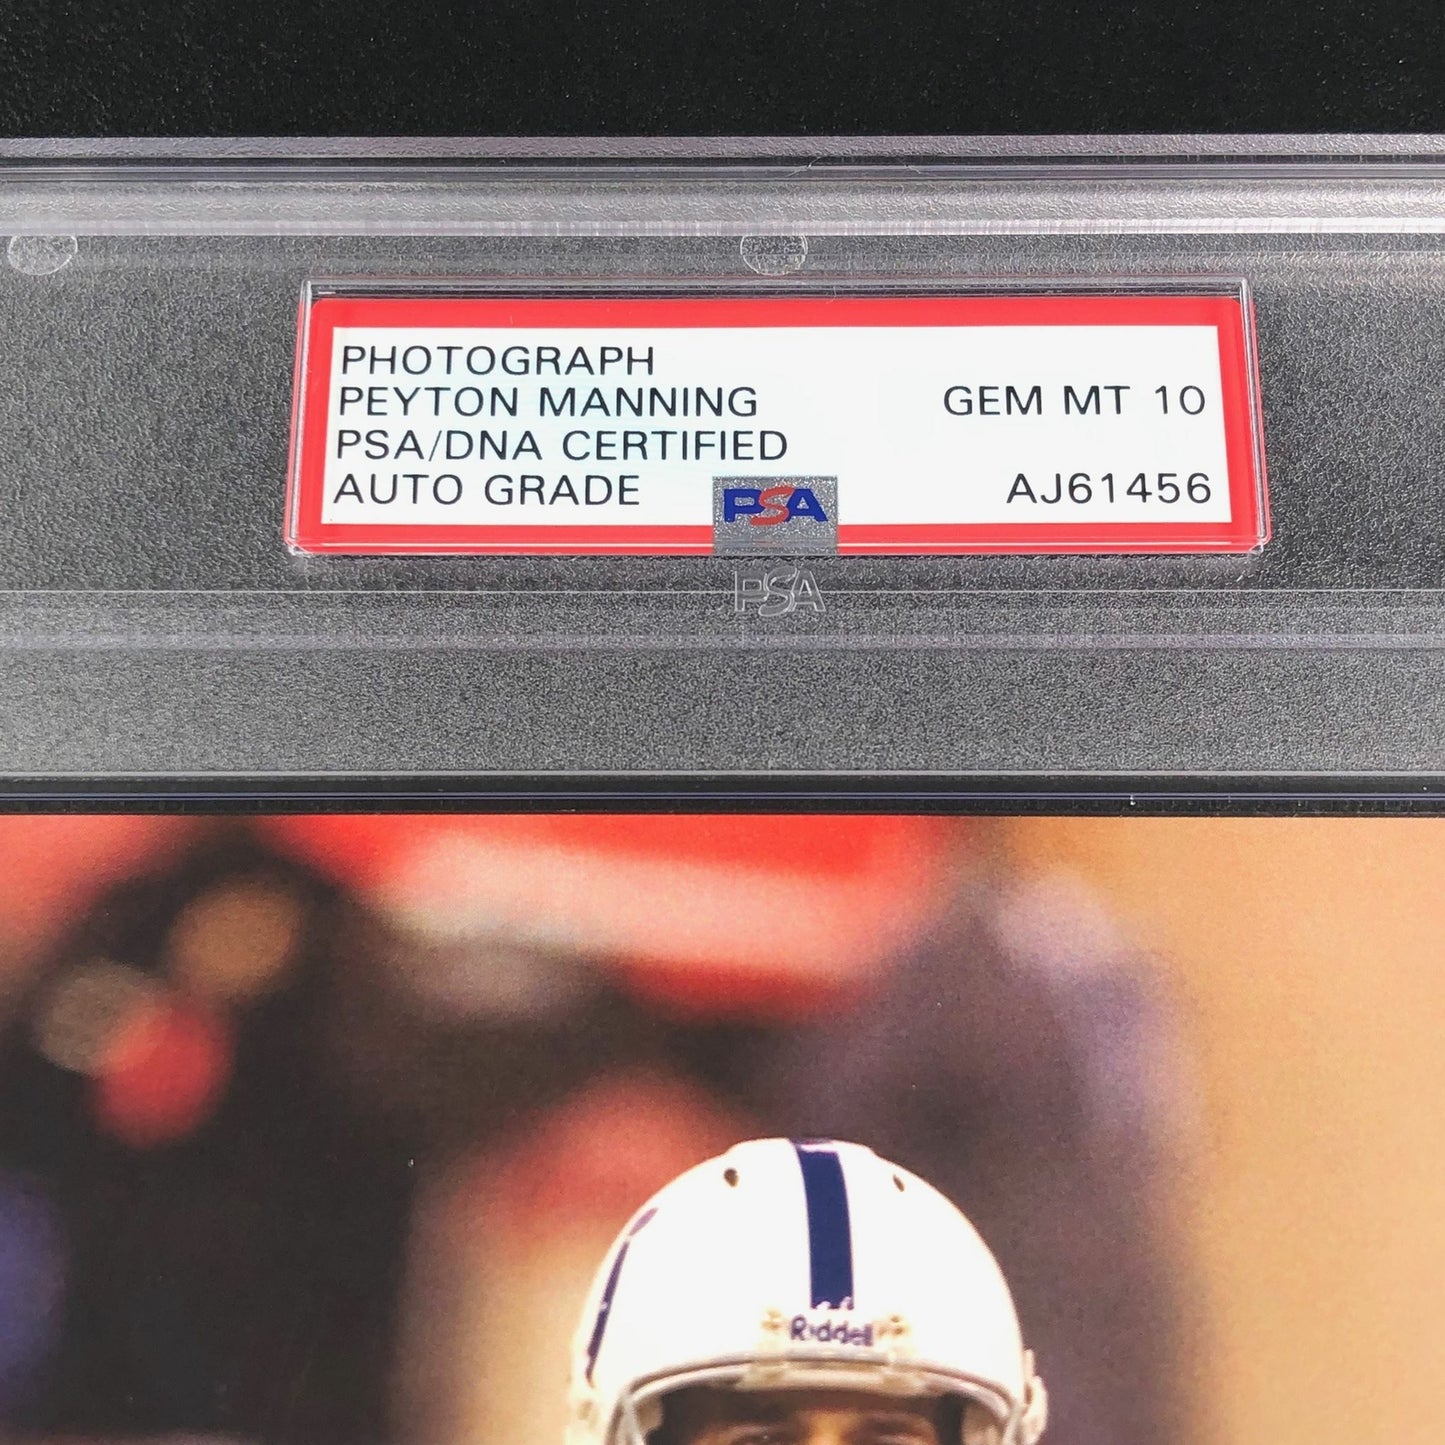 PHOTOGRAPH
PEYTON MANNING GEM MT 10
PSA/DNA CERTIFIED
AUTO GRADE AJ61456
PSA
PSA
Riddell